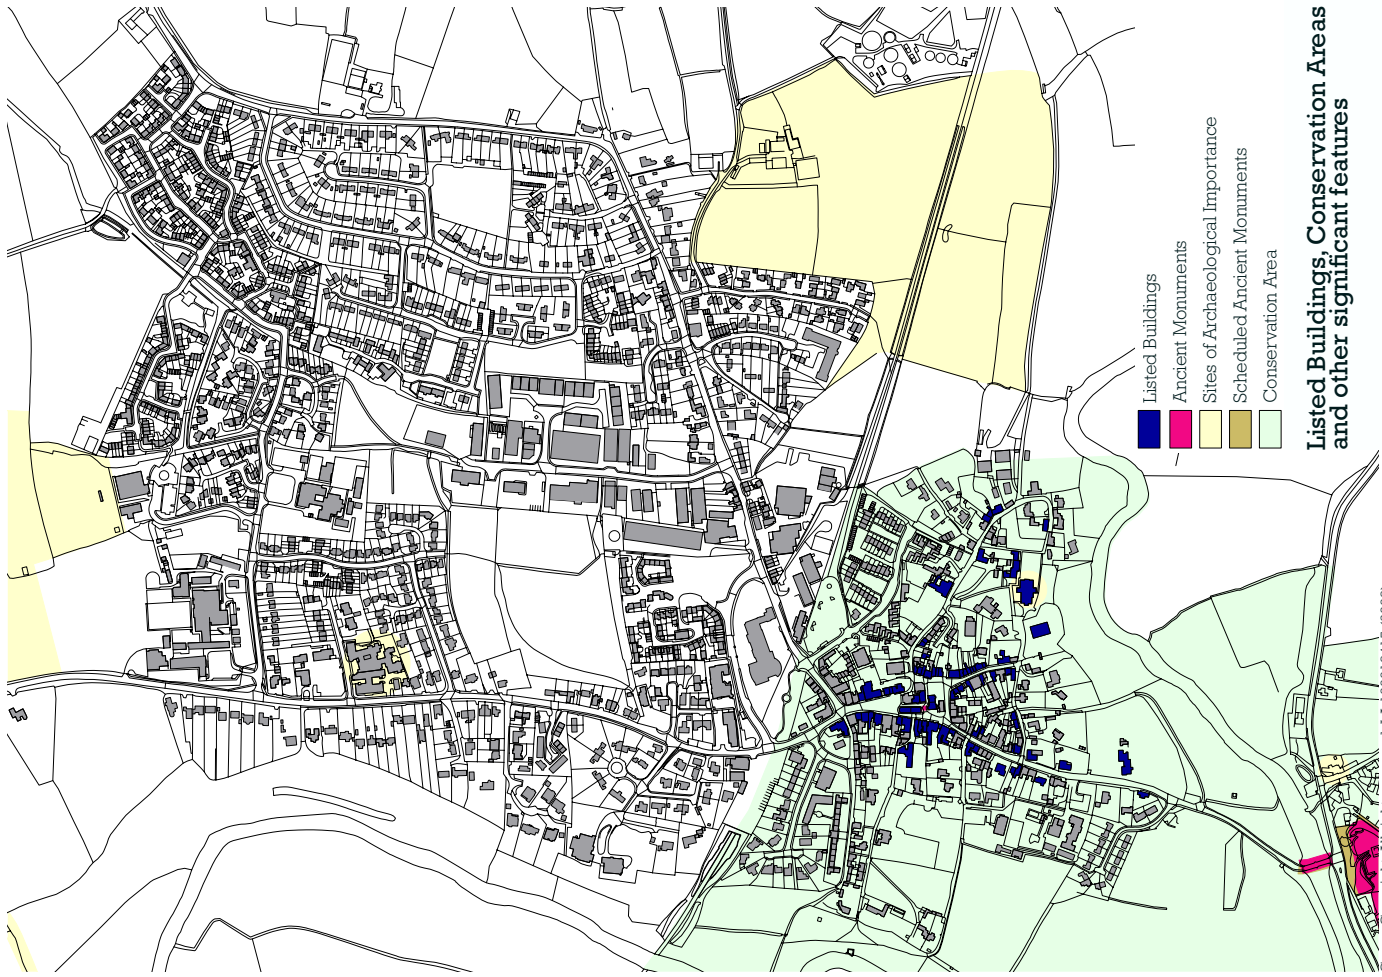 Listed Buildings, Conservation Areas
and other significant features
Listed Buildings
Ancient Monuments
Sites of Archaeological Importance
Scheduled Ancient Monuments
Conservation Area